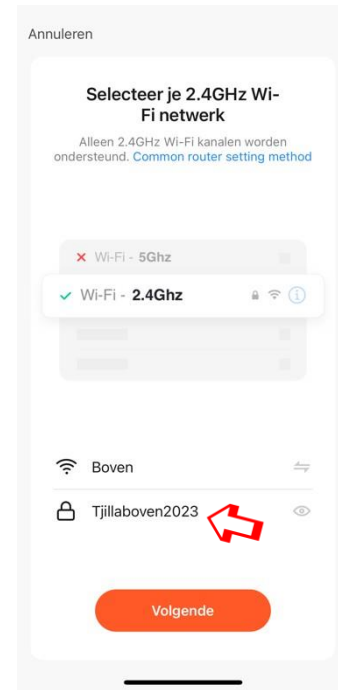 Annuleren
Selecteer je 2.4GHz Wi-
Fi netwerk
Alleen 2.4GHz Wi-Fi kanalen worden
ondersteund. Common router setting method
Wi-Fi - 5Ghz
Wi-Fi - 2.4Ghz
Boven
Tjillaboven2023
Volgende